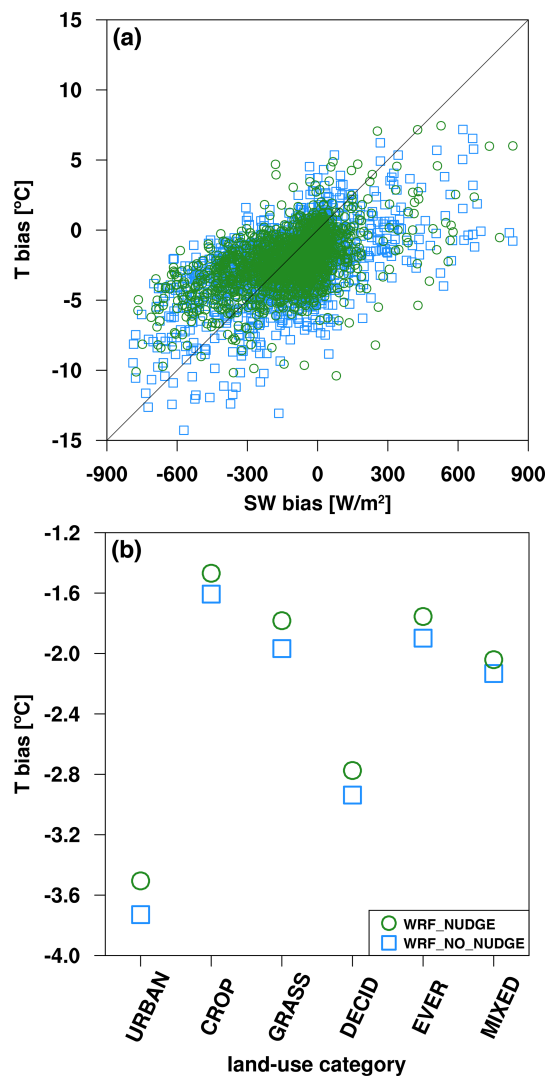 (a)
15
10
5
0
-5
-10
-15
T bias [°C]
-900 -600 -300 0 300 600 900
SW bias [W/m²]
(b)
-1.2
-1.6
-2.0
-2.4
-2.8
-3.2
-3.6
-4.0
T bias [°C]
WRF_NUDGE
WRF_NO_NUDGE
URBAN CROP GRASS DECID EVER MIXED
land-use category